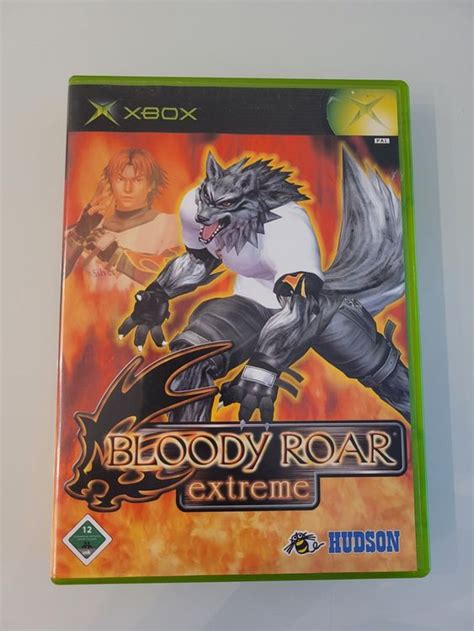 XBOX
PAL
BLOODY ROAR
extreme
12
HUDSON